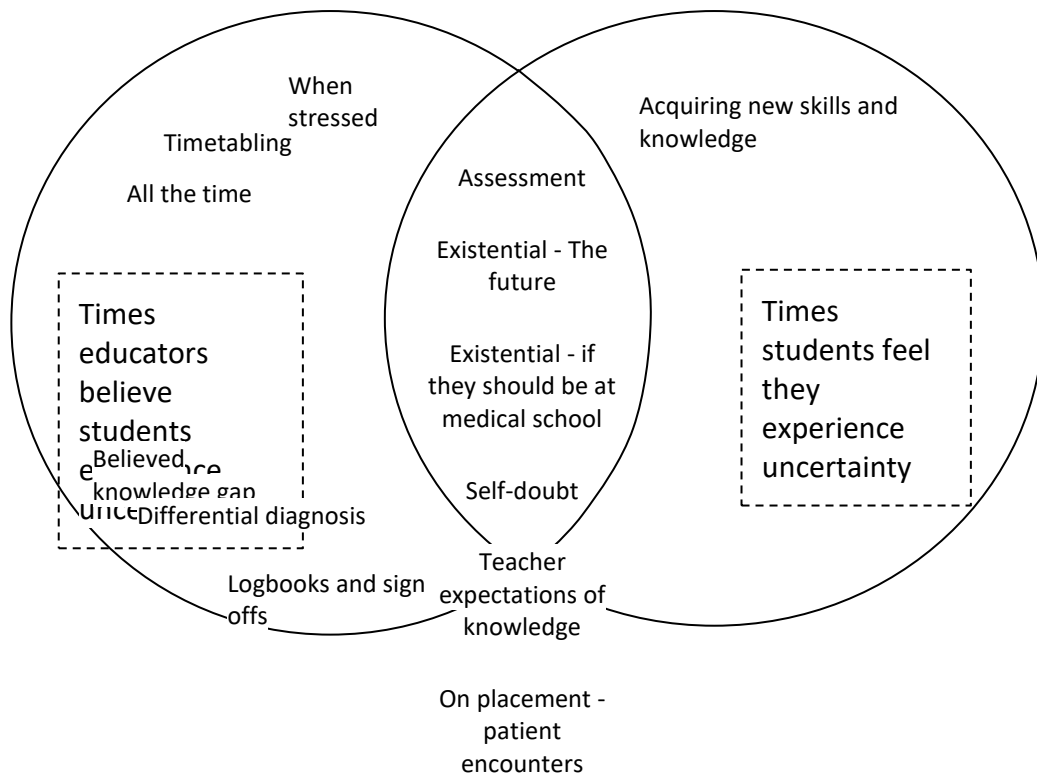 When
stressed
Timetabling
All the time
Times
educators
believe
students
Believed
knowledge gap
Differential diagnosis
Logbooks and sign
offs
Assessment
Existential - The
future
Existential - if
they should be at
medical school
Self-doubt
Teacher
expectations of
knowledge
On placement -
patient
encounters
Acquiring new skills and
knowledge
Times
students feel
they
experience
uncertainty